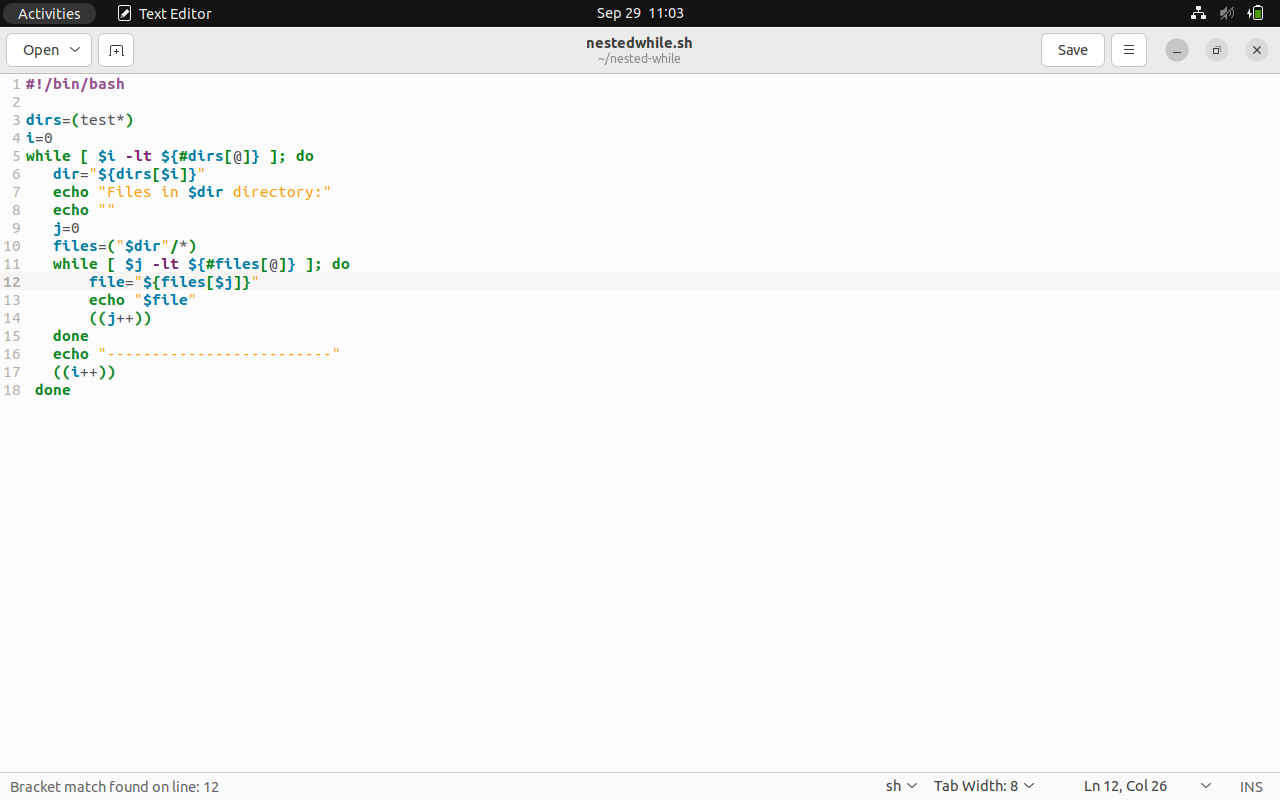 Activities Text Editor Sep 29 11:03
Open nestedwhile.sh Save
~/nested-while
1 #!/bin/bash
2
3 dirs=(test*)
4 i=0
5 while [ $i -lt ${#dirs[@]} ]; do
6    dir="${dirs[$i]}"
7    echo "Files in $dir directory:"
8    echo ""
9    j=0
10    files=("$dir"/*)
11    while [ $j -lt ${#files[@]} ]; do
12        file="${files[$j]}"
13        echo "$file"
14        ((j++))
15    done
16    echo "-------------------------"
17    ((i++))
18  done
Bracket match found on line: 12 sh Tab Width: 8 Ln 12, Col 26 INS